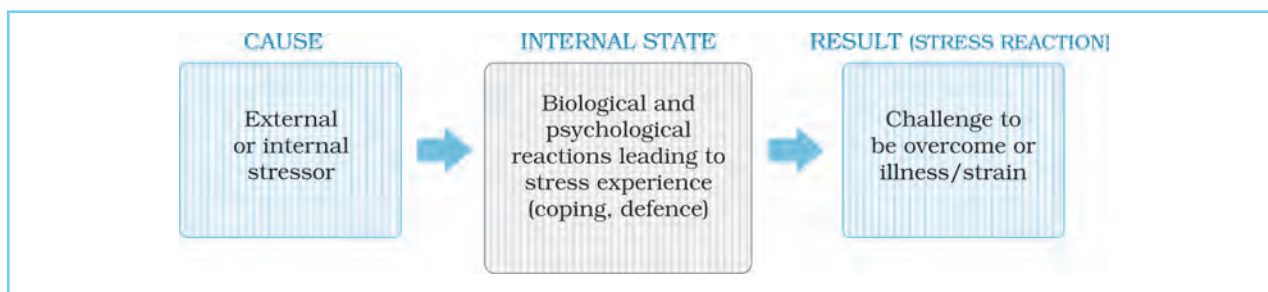 CAUSE
External
or internal
stressor
INTERNAL STATE
Biological and
psychological
reactions leading to
stress experience
(coping, defence)
RESULT (STRESS REACTION)
Challenge to
be overcome or
illness/strain